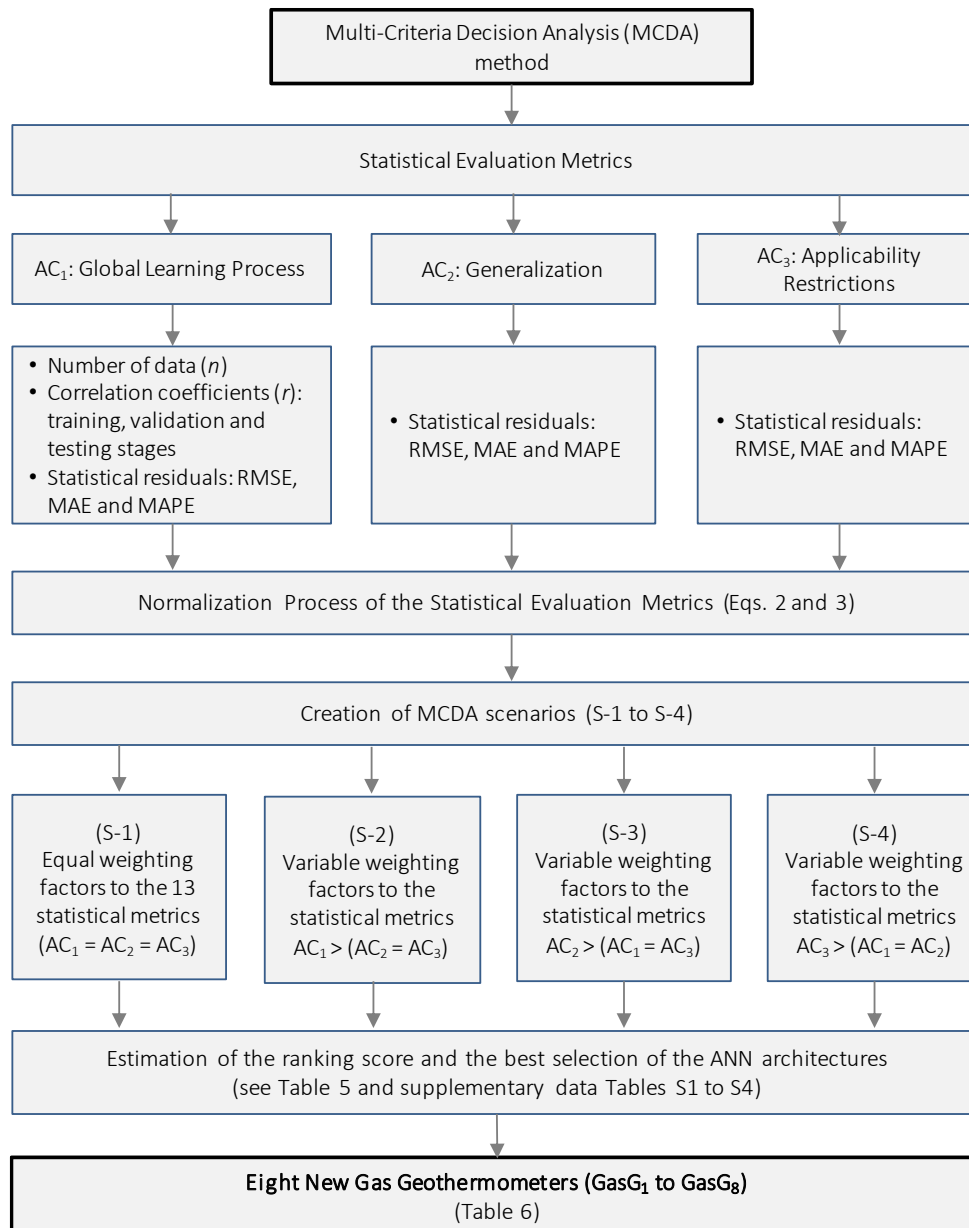 Multi-Criteria Decision Analysis (MCDA)
method
Statistical Evaluation Metrics
AC₁: Global Learning Process
AC₂: Generalization
AC₃: Applicability
Restrictions
• Number of data (n)
• Correlation coefficients (r):
training, validation and
testing stages
• Statistical residuals: RMSE,
MAE and MAPE
• Statistical residuals:
RMSE, MAE and MAPE
• Statistical residuals:
RMSE, MAE and MAPE
Normalization Process of the Statistical Evaluation Metrics (Eqs. 2 and 3)
Creation of MCDA scenarios (S-1 to S-4)
(S-1)
Equal weighting
factors to the 13
statistical metrics
(AC₁ = AC₂ = AC₃)
(S-2)
Variable weighting
factors to the
statistical metrics
AC₁ > (AC₂ = AC₃)
(S-3)
Variable weighting
factors to the
statistical metrics
AC₂ > (AC₁ = AC₃)
(S-4)
Variable weighting
factors to the
statistical metrics
AC₃ > (AC₁ = AC₂)
Estimation of the ranking score and the best selection of the ANN architectures
(see Table 5 and supplementary data Tables S1 to S4)
Eight New Gas Geothermometers (GasG₁ to GasG₈)
(Table 6)